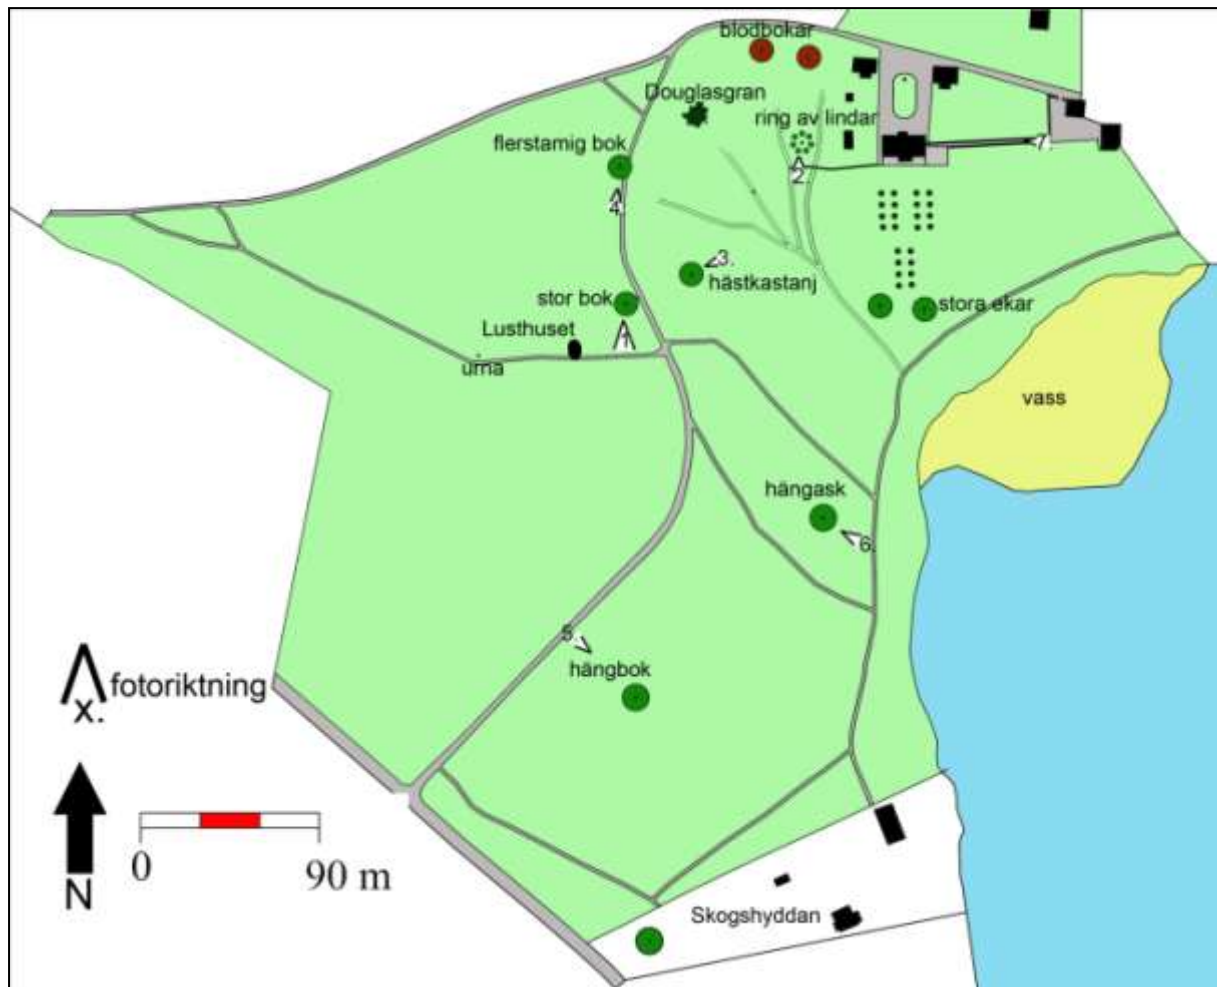 blodbokar
Douglasgran
ring av lindar
flerstamig bok
7.
2.
4.
3.
hästkastanj
stor bok
stora ekar
Lusthuset
1
urna
vass
hängask
6.
5.
hängbok
fotoriktning
x.
0
90 m
N
Skogshyddan